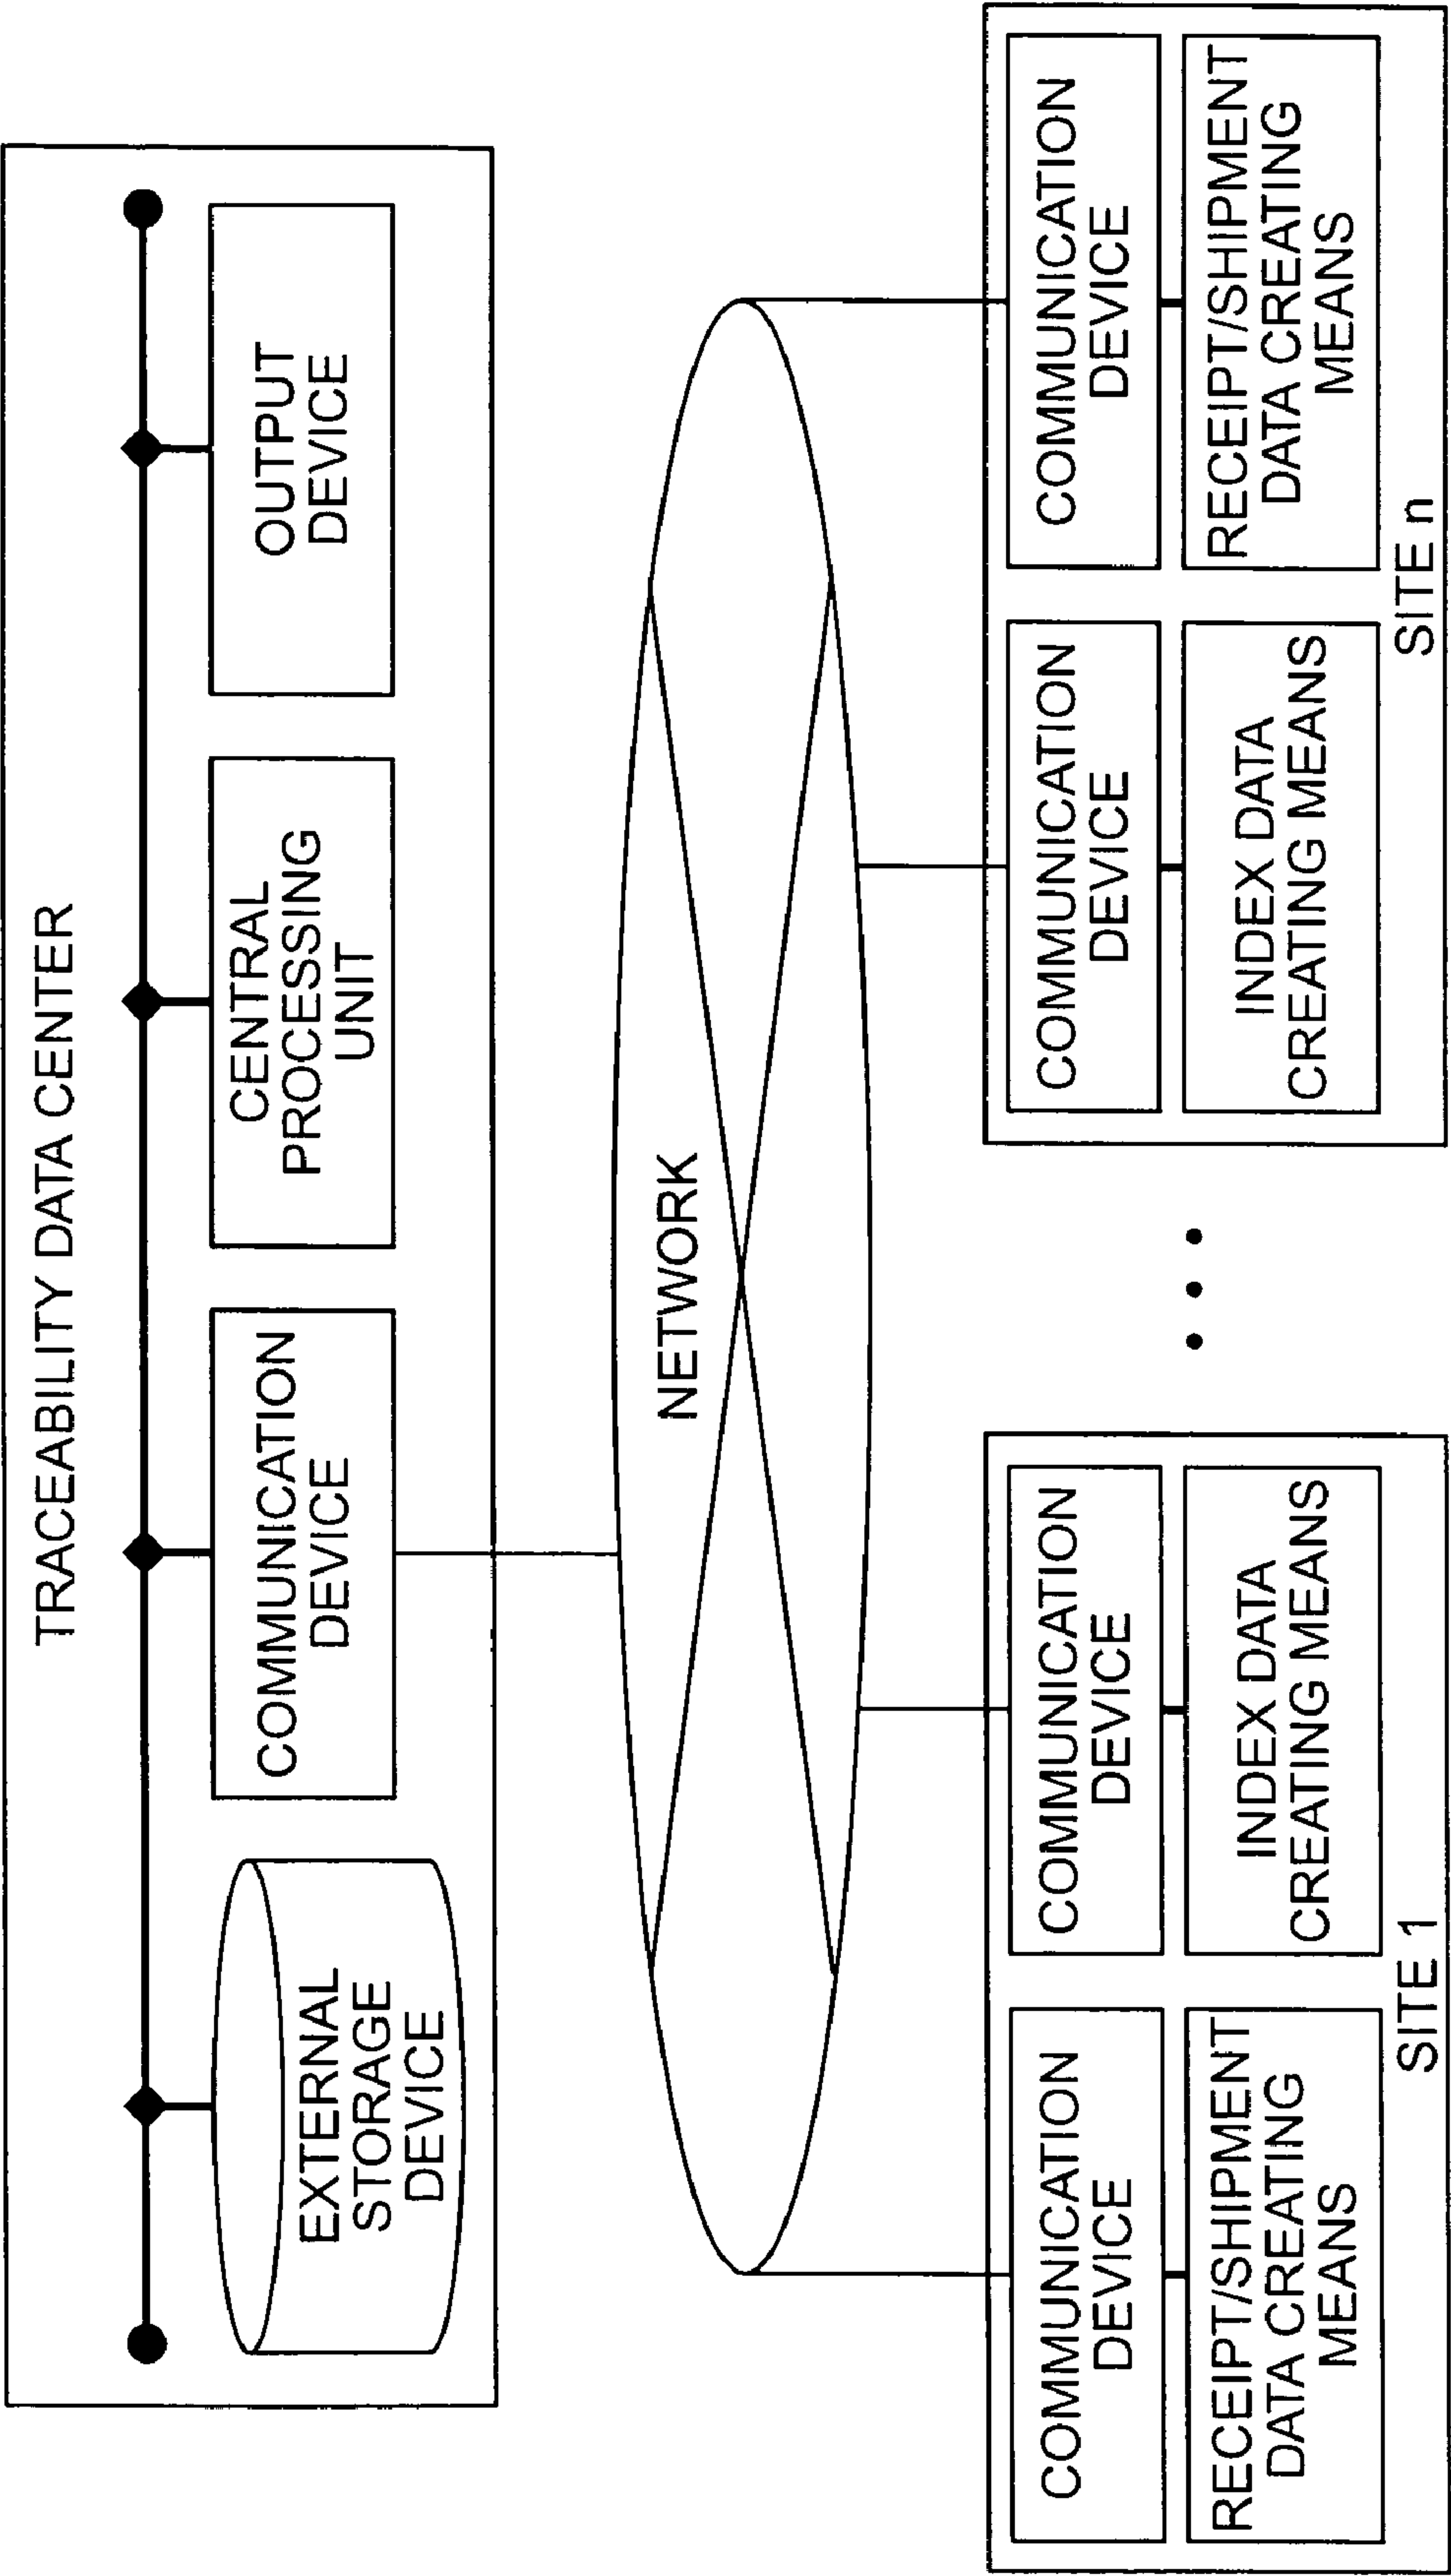 TRACEABILITY DATA CENTER
EXTERNAL
STORAGE
DEVICE
COMMUNICATION
DEVICE
CENTRAL
PROCESSING
UNIT
OUTPUT
DEVICE
NETWORK
COMMUNICATION
DEVICE
RECEIPT/SHIPMENT
DATA CREATING
MEANS
COMMUNICATION
DEVICE
INDEX DATA
CREATING MEANS
SITE 1
• • •
COMMUNICATION
DEVICE
INDEX DATA
CREATING MEANS
COMMUNICATION
DEVICE
RECEIPT/SHIPMENT
DATA CREATING
MEANS
SITE n